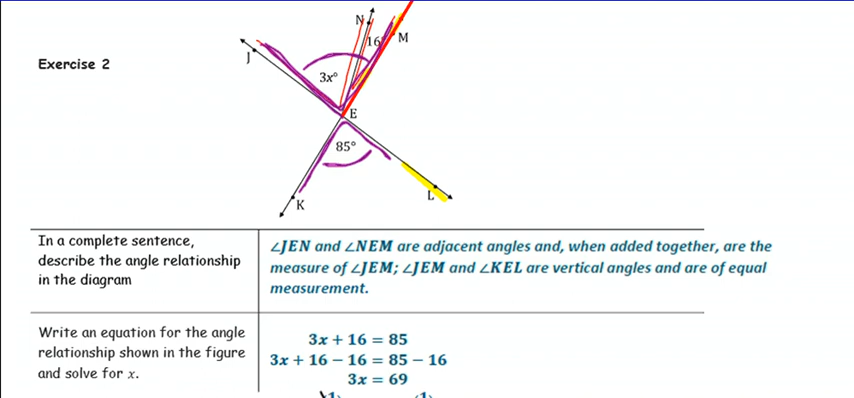 N
16
M
Exercise 2
J
3x°
E
85°
K
L
In a complete sentence,
describe the angle relationship
in the diagram
∠JEN and ∠NEM are adjacent angles and, when added together, are the
measure of ∠JEM; ∠JEM and ∠KEL are vertical angles and are of equal
measurement.
Write an equation for the angle
relationship shown in the figure
and solve for x.
3x + 16 = 85
3x + 16 − 16 = 85 − 16
3x = 69